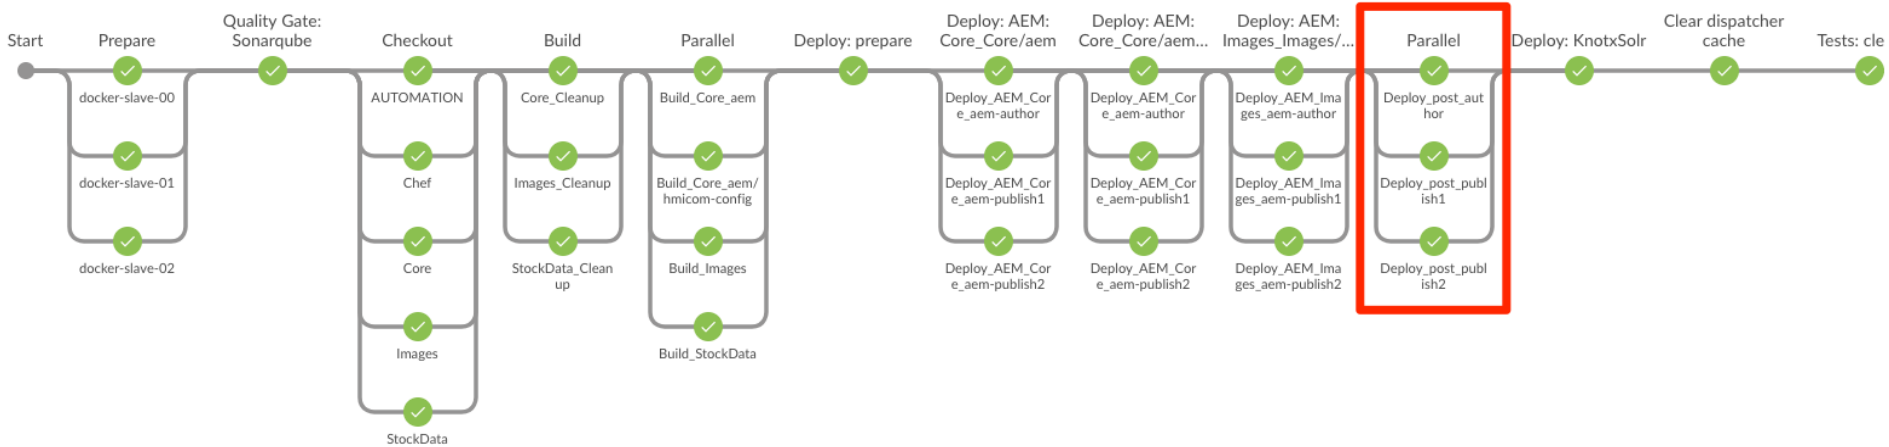 Start
Prepare
docker-slave-00
docker-slave-01
docker-slave-02
Quality Gate:
Sonarqube
Checkout
AUTOMATION
Chef
Core
Images
StockData
Build
Core_Cleanup
Images_Cleanup
StockData_Clean
up
Parallel
Build_Core_aem
Build_Core_aem/
hmicom-config
Build_Images
Build_StockData
Deploy: prepare
Deploy: AEM:
Core_Core/aem
Deploy_AEM_Cor
e_aem-author
Deploy_AEM_Cor
e_aem-publish1
Deploy_AEM_Cor
e_aem-publish2
Deploy: AEM:
Core_Core/aem...
Deploy_AEM_Cor
e_aem-author
Deploy_AEM_Cor
e_aem-publish1
Deploy_AEM_Cor
e_aem-publish2
Deploy: AEM:
Images_Images/...
Deploy_AEM_Ima
ges_aem-author
Deploy_AEM_Ima
ges_aem-publish1
Deploy_AEM_Ima
ges_aem-publish2
Parallel
Deploy_post_aut
hor
Deploy_post_publ
ish1
Deploy_post_publ
ish2
Deploy: KnotxSolr
Clear dispatcher
cache
Tests: cle